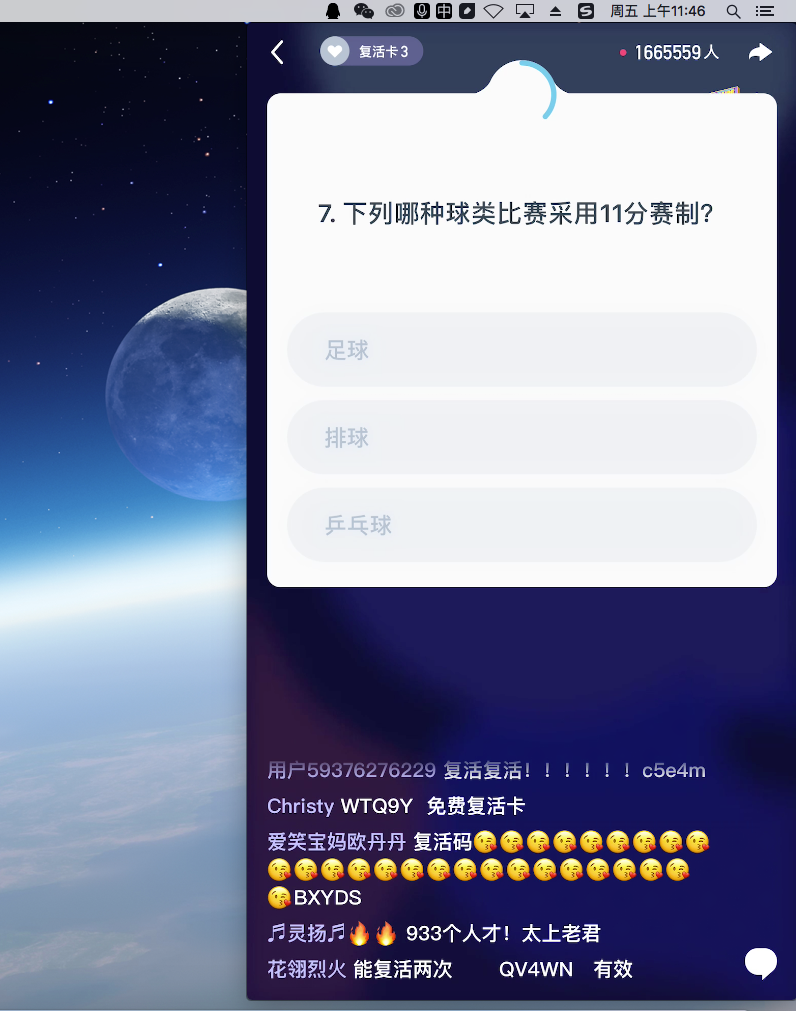 周五 上午11:46
复活卡3
1665559人
7. 下列哪种球类比赛采用11分赛制?
足球
排球
乒乓球
用户59376276229 复活复活！！！！！！c5e4m
Christy WTQ9Y 免费复活卡
爱笑宝妈欧丹丹 复活码😘😘😘😘😘😘😘😘😘
😘😘😘😘😘😘😘😘😘😘😘😘😘😘😘😘
😘BXYDS
🎵灵扬🎵🔥🔥 933个人才！太上老君
花翎烈火 能复活两次 QV4WN 有效